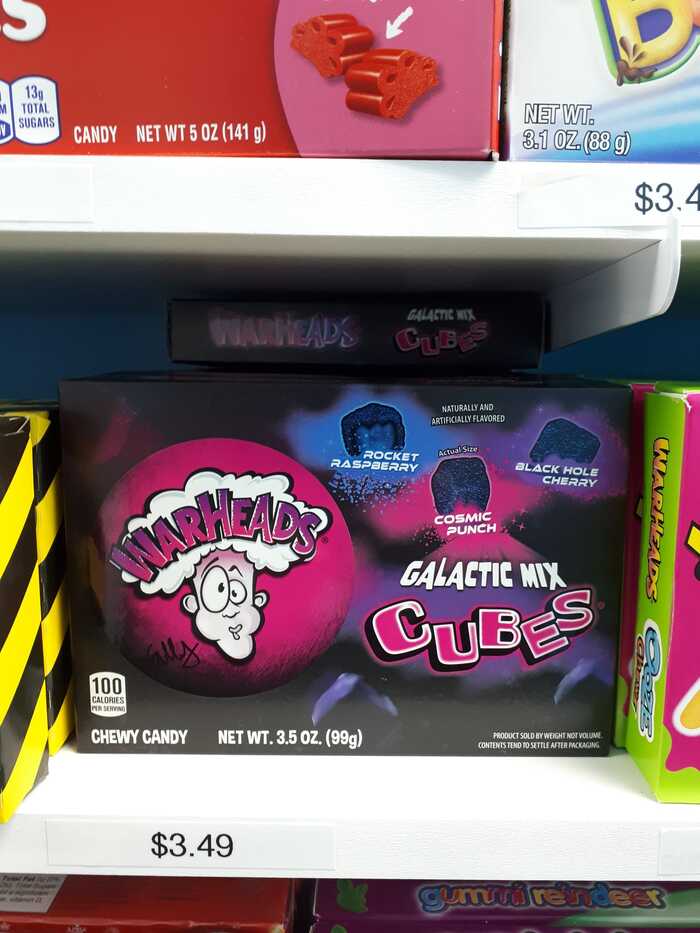 S
13g
TOTAL
SUGARS
CANDY NET WT 5 OZ (141 g)
B
NET WT.
3.1 OZ. (88 g)
$3.4
WARHEADS
GALACTIC MIX
CUBES
NATURALLY AND
ARTIFICIALLY FLAVORED
ROCKET
RASPBERRY
Actual Size
BLACK HOLE
CHERRY
COSMIC
PUNCH
WARHEADS
GALACTIC MIX
CUBES
Wally
100
CALORIES
PER SERVING
CHEWY CANDY NET WT. 3.5 OZ. (99g)
PRODUCT SOLD BY WEIGHT NOT VOLUME
CONTENTS TEND TO SETTLE AFTER PACKAGING
WARHEADS
OOZE
Chewz
$3.49
gummi reindeer